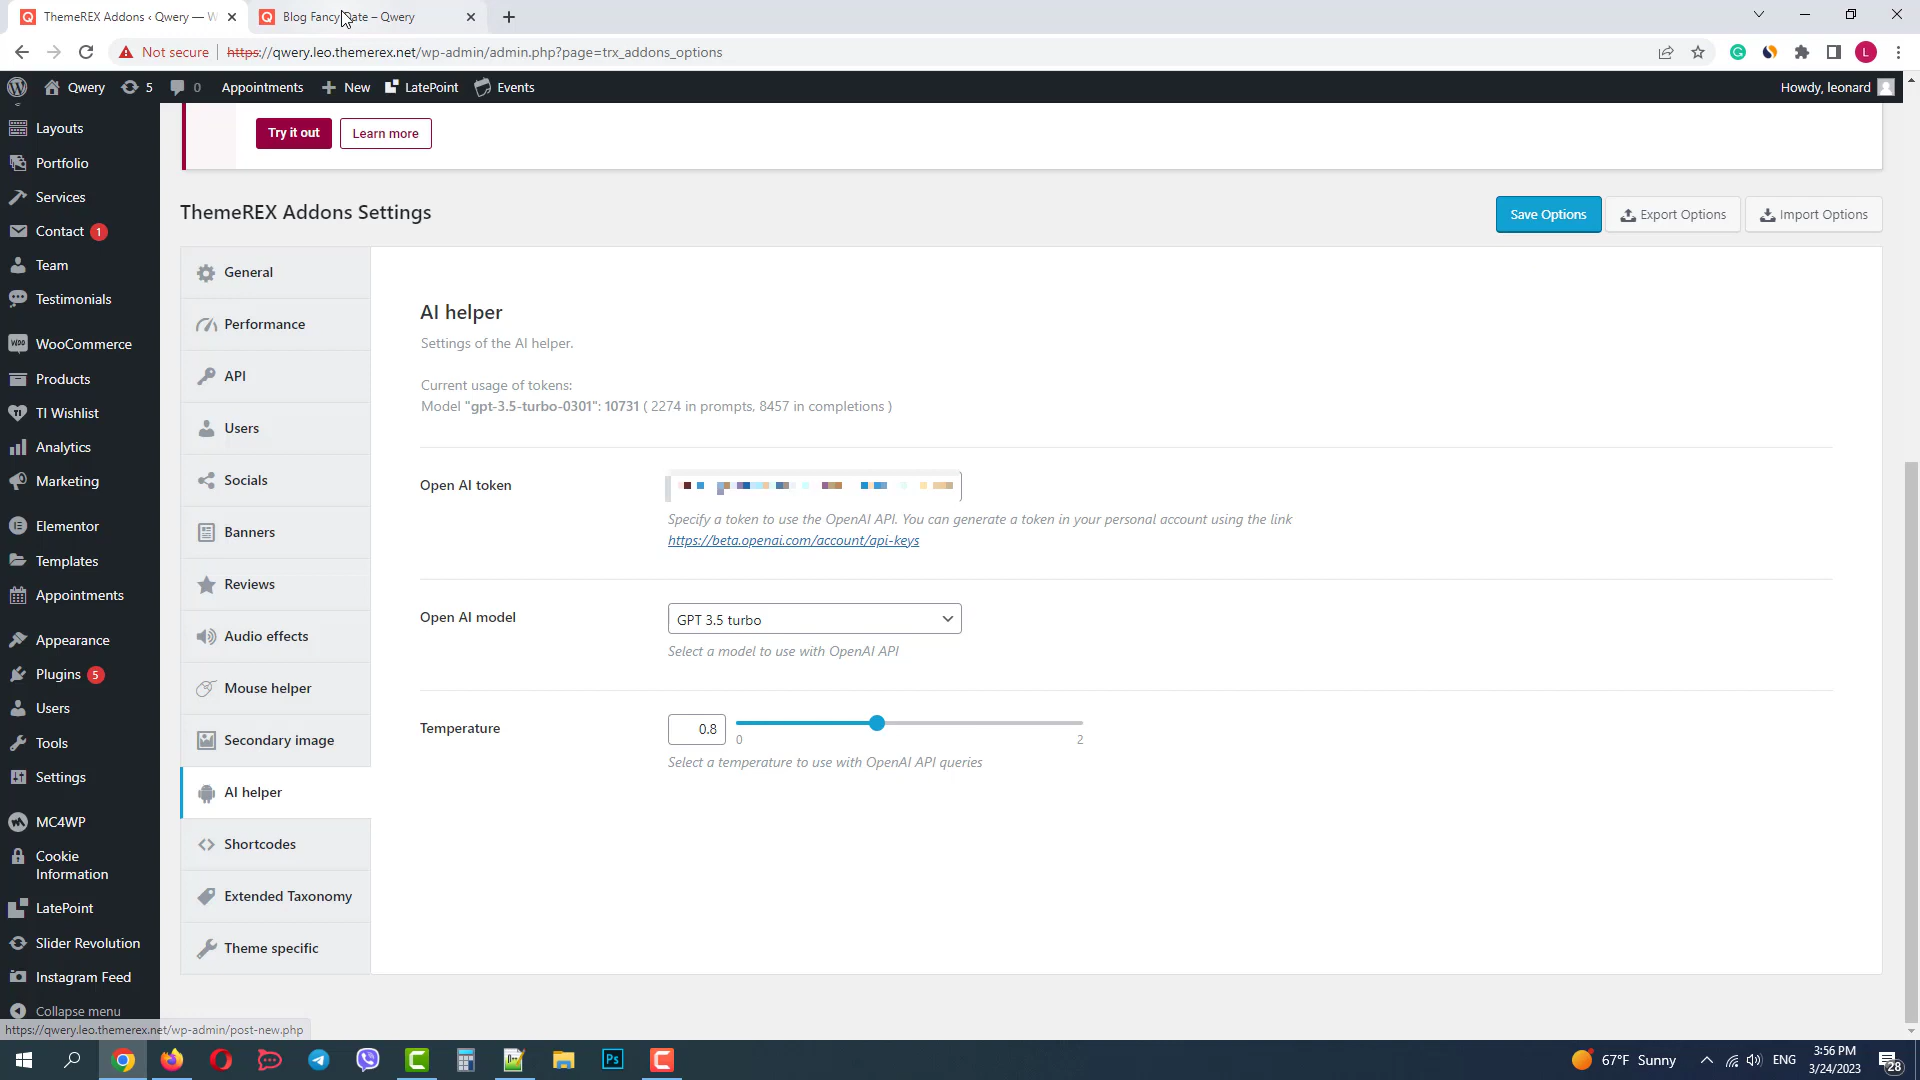 ThemeREX Addons ‹ Qwery — W
Blog Fancy Date – Qwery
Not secure
https://qwery.leo.themerex.net/wp-admin/admin.php?page=trx_addons_options
L
Qwery
5
0
Appointments
New
LatePoint
Events
Howdy, leonard
Layouts
Portfolio
Services
Contact 1
Team
Testimonials
WooCommerce
Products
TI Wishlist
Analytics
Marketing
Elementor
Templates
Appointments
Appearance
Plugins 5
Users
Tools
Settings
MC4WP
Cookie
Information
LatePoint
Slider Revolution
Instagram Feed
Collapse menu
Try it out
Learn more
ThemeREX Addons Settings
Save Options
Export Options
Import Options
General
Performance
API
Users
Socials
Banners
Reviews
Audio effects
Mouse helper
Secondary image
AI helper
Shortcodes
Extended Taxonomy
Theme specific
AI helper
Settings of the AI helper.
Current usage of tokens:
Model "gpt-3.5-turbo-0301": 10731 ( 2274 in prompts, 8457 in completions )
Open AI token
Specify a token to use the OpenAI API. You can generate a token in your personal account using the link
https://beta.openai.com/account/api-keys
Open AI model
GPT 3.5 turbo
Select a model to use with OpenAI API
Temperature
0.8
0
2
Select a temperature to use with OpenAI API queries
https://qwery.leo.themerex.net/wp-admin/post-new.php
Ps
67°F Sunny
ENG
3:56 PM
3/24/2023
28